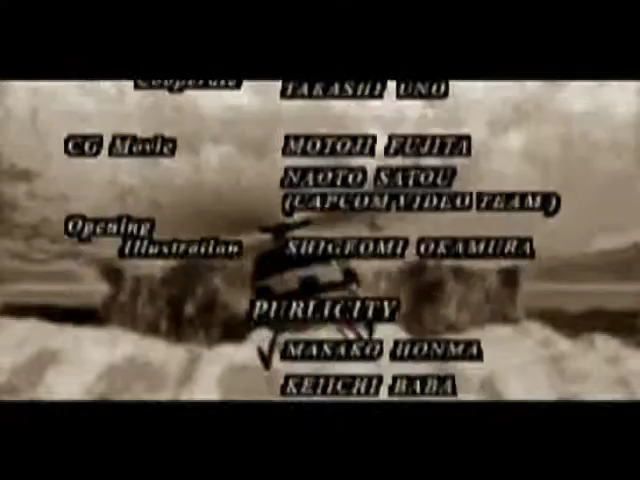 Cooperate TAKASHI UNO
CG Movie MOTOJI FUJITA
NAOTO SATOU
(CAPCOM VIDEO TEAM)
Opening
Illustration SHIGEOMI OKAMURA
PUBLICITY
MASAKO HONMA
KEIICHI BABA